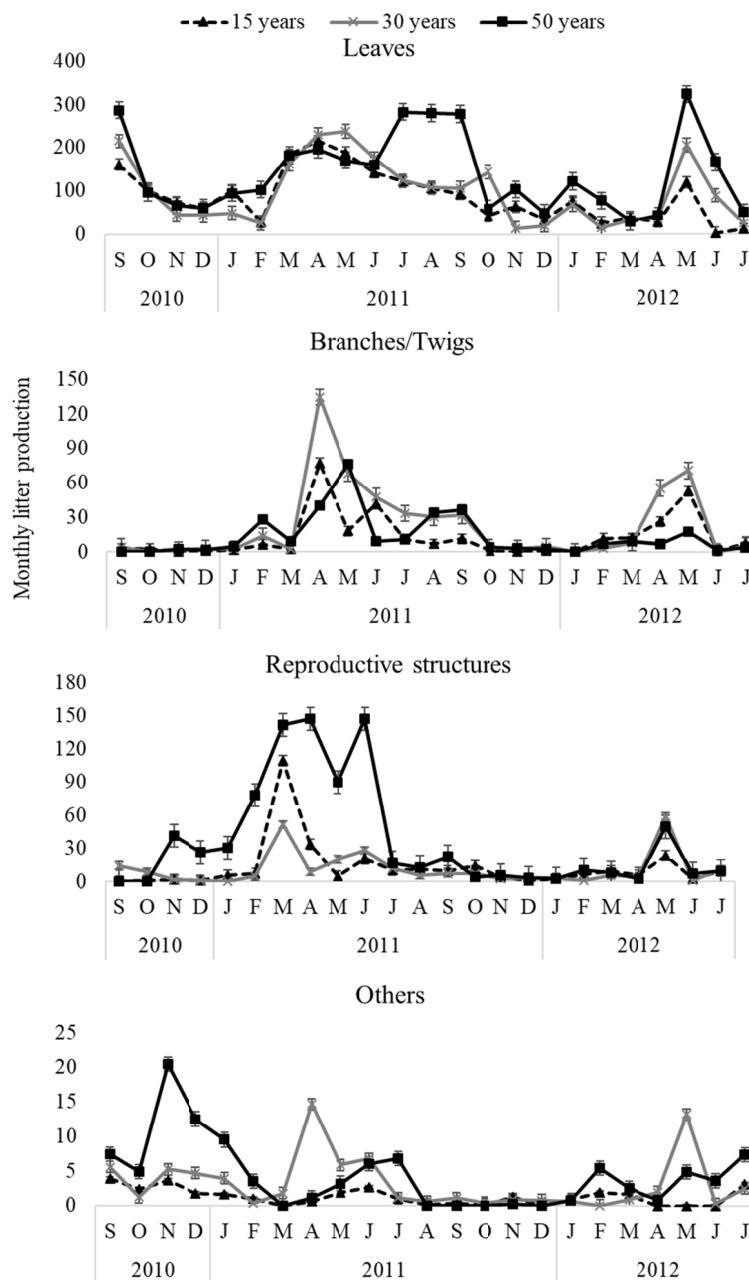 15 years 30 years 50 years
Leaves
400
300
200
100
0
S O N D J F M A M J J A S O N D J F M A M J J
2010 2011 2012
Branches/Twigs
150
120
90
60
30
0
S O N D J F M A M J J A S O N D J F M A M J J
2010 2011 2012
Monthly litter production
Reproductive structures
180
150
120
90
60
30
0
S O N D J F M A M J J A S O N D J F M A M J J
2010 2011 2012
Others
25
20
15
10
5
0
S O N D J F M A M J J A S O N D J F M A M J J
2010 2011 2012